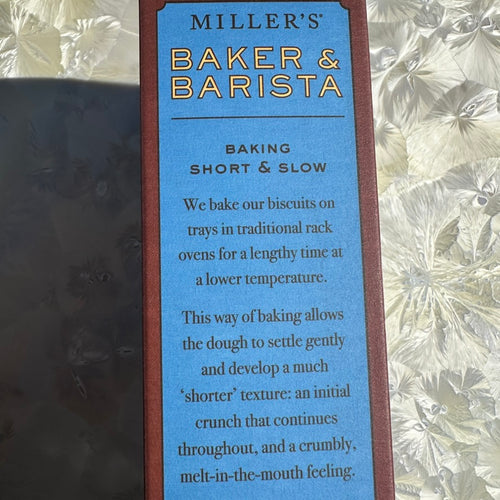 MILLER'S®
BAKER &
BARISTA
BAKING
SHORT & SLOW
We bake our biscuits on
trays in traditional rack
ovens for a lengthy time at
a lower temperature.
This way of baking allows
the dough to settle gently
and develop a much
‘shorter’ texture: an initial
crunch that continues
throughout, and a crumbly,
melt-in-the-mouth feeling.